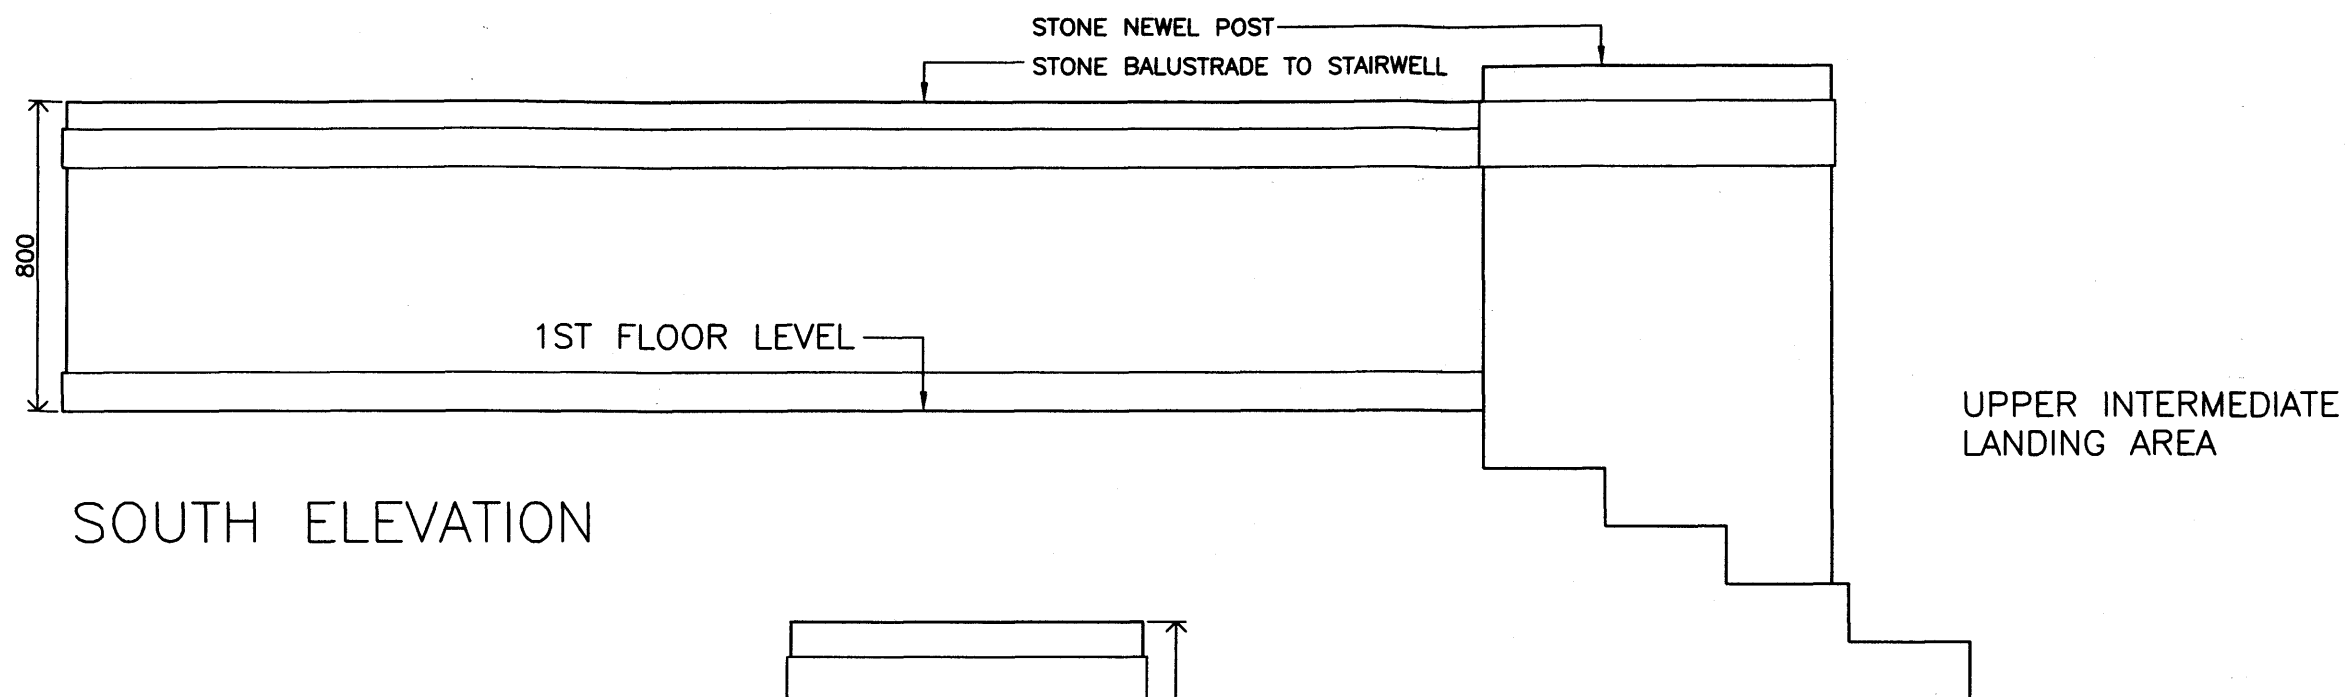 STONE NEWEL POST
STONE BALUSTRADE TO STAIRWELL
800
1ST FLOOR LEVEL
UPPER INTERMEDIATE
LANDING AREA
SOUTH ELEVATION